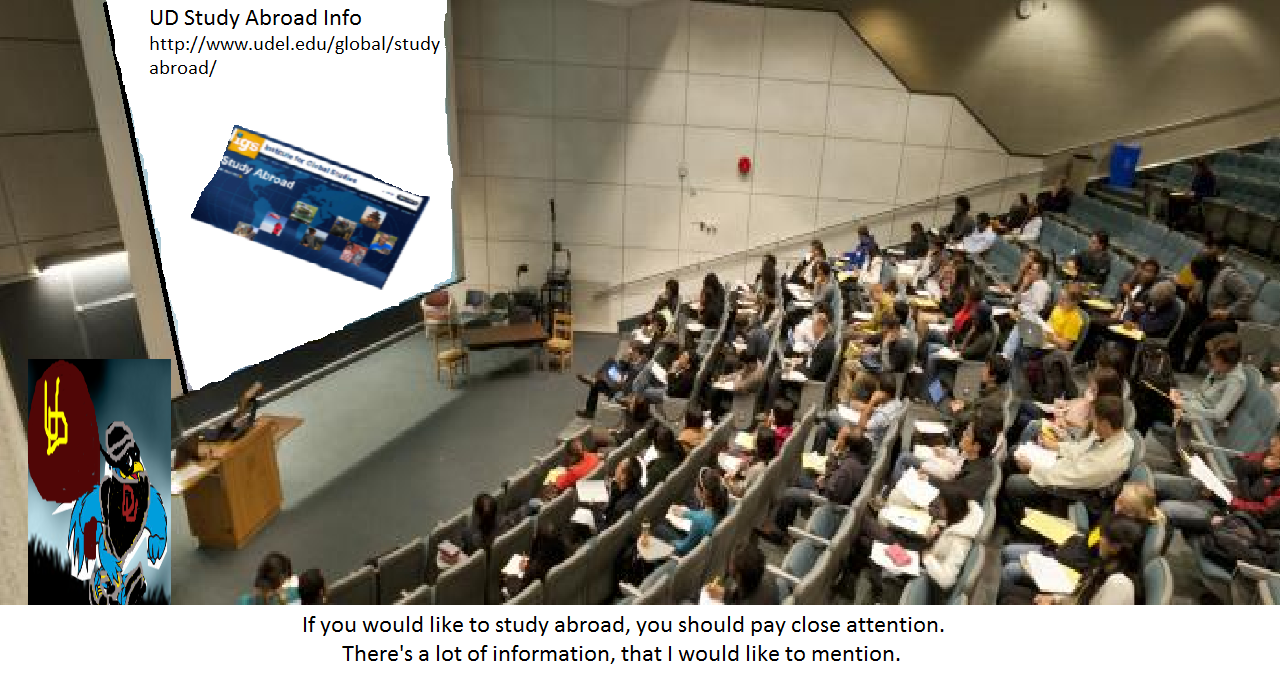 UD Study Abroad Info
http://www.udel.edu/global/study
abroad/
igs Institute for Global Studies
Study Abroad
UD
If you would like to study abroad, you should pay close attention.
There's a lot of information, that I would like to mention.